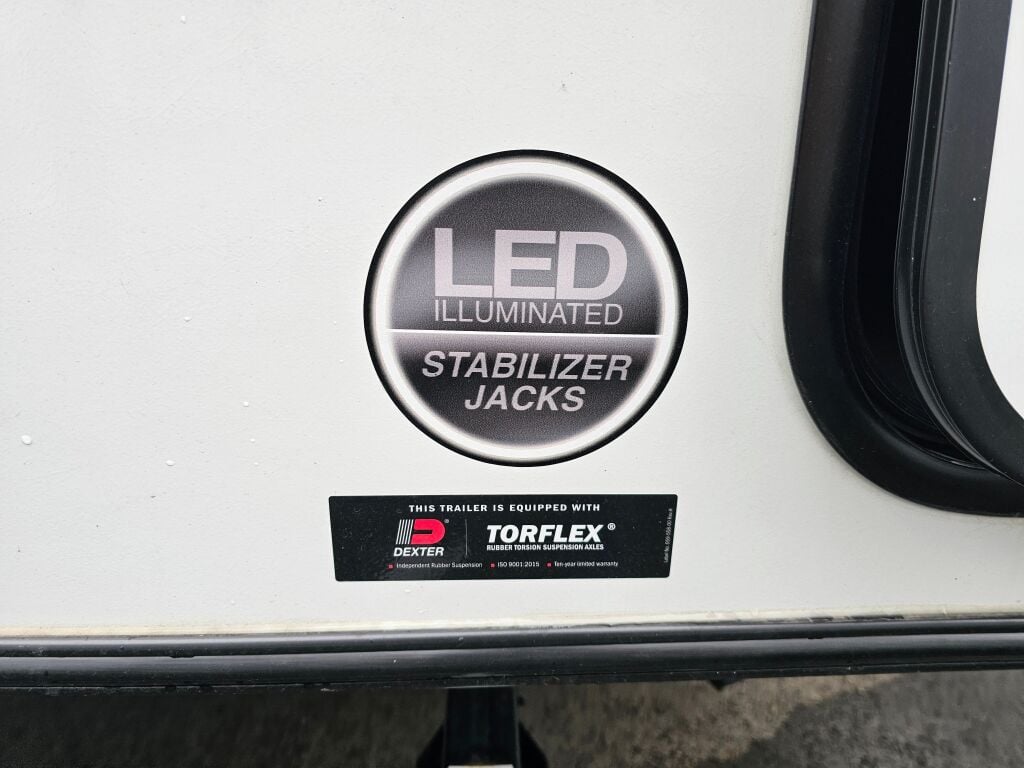 LED
ILLUMINATED
STABILIZER
JACKS
THIS TRAILER IS EQUIPPED WITH
DEXTER®
TORFLEX®
RUBBER TORSION SUSPENSION AXLES
Independent Rubber Suspension ISO 9001:2015 Ten-year limited warranty